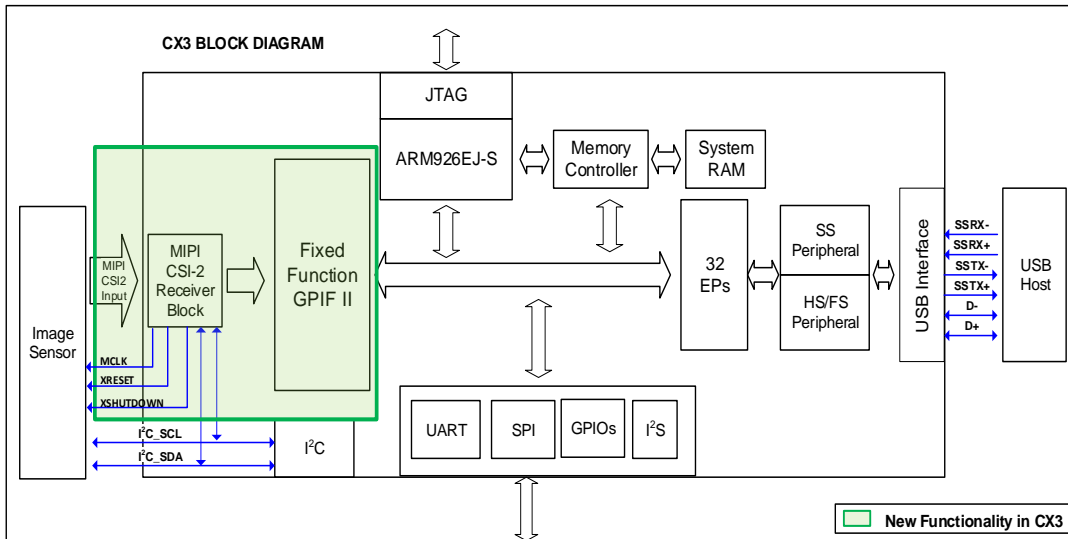 CX3 BLOCK DIAGRAM
JTAG
ARM926EJ-S
Memory
Controller
System
RAM
Image
Sensor
MIPI
CSI2
Input
MIPI
CSI-2
Receiver
Block
Fixed
Function
GPIF II
MCLK
XRESET
XSHUTDOWN
I²C_SCL
I²C_SDA
I²C
32
EPs
SS
Peripheral
HS/FS
Peripheral
USB Interface
SSRX-
SSRX+
SSTX-
SSTX+
D-
D+
USB
Host
UART
SPI
GPIOs
I²S
New Functionality in CX3